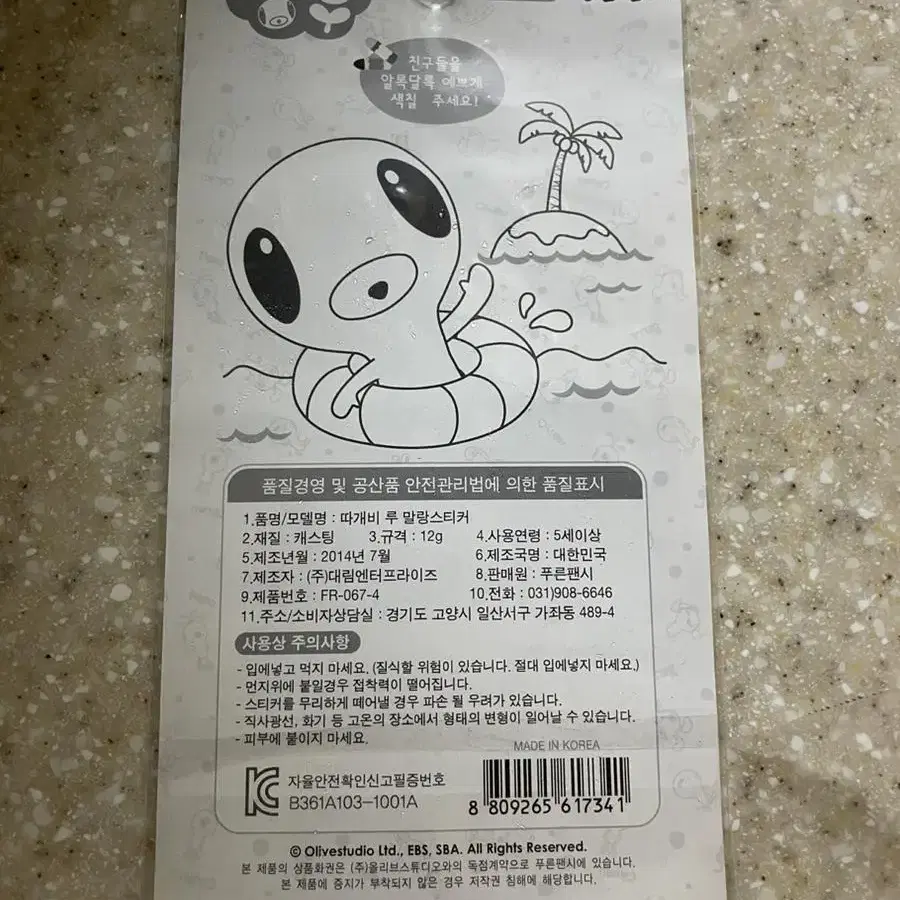 친구들을
알록달록 예쁘게
색칠 주세요!
품질경영 및 공산품 안전관리법에 의한 품질표시
1.품명/모델명 : 따개비 루 말랑스티커
2.재질 : 캐스팅 3.규격 : 12g 4.사용연령 : 5세이상
5.제조년월 : 2014년 7월 6.제조국명 : 대한민국
7.제조자 : (주)대림엔터프라이즈 8.판매원 : 푸른팬시
9.제품번호 : FR-067-4 10.전화 : 031)908-6646
11.주소/소비자상담실 : 경기도 고양시 일산서구 가좌동 489-4
사용상 주의사항
- 입에넣고 먹지 마세요. (질식할 위험이 있습니다. 절대 입에넣지 마세요.)
- 먼지위에 붙일경우 접착력이 떨어집니다.
- 스티커를 무리하게 떼어낼 경우 파손 될 우려가 있습니다.
- 직사광선, 화기 등 고온의 장소에서 형태의 변형이 일어날 수 있습니다.
- 피부에 붙이지 마세요.
MADE IN KOREA
자율안전확인신고필증번호
B361A103-1001A
8 809265 617341
© Olivestudio Ltd., EBS, SBA. All Rights Reserved.
본 제품의 상품화권은 (주)올리브스튜디오와의 독점계약으로 푸른팬시에 있습니다.
본 제품에 증지가 부착되지 않은 경우 저작권 침해에 해당합니다.